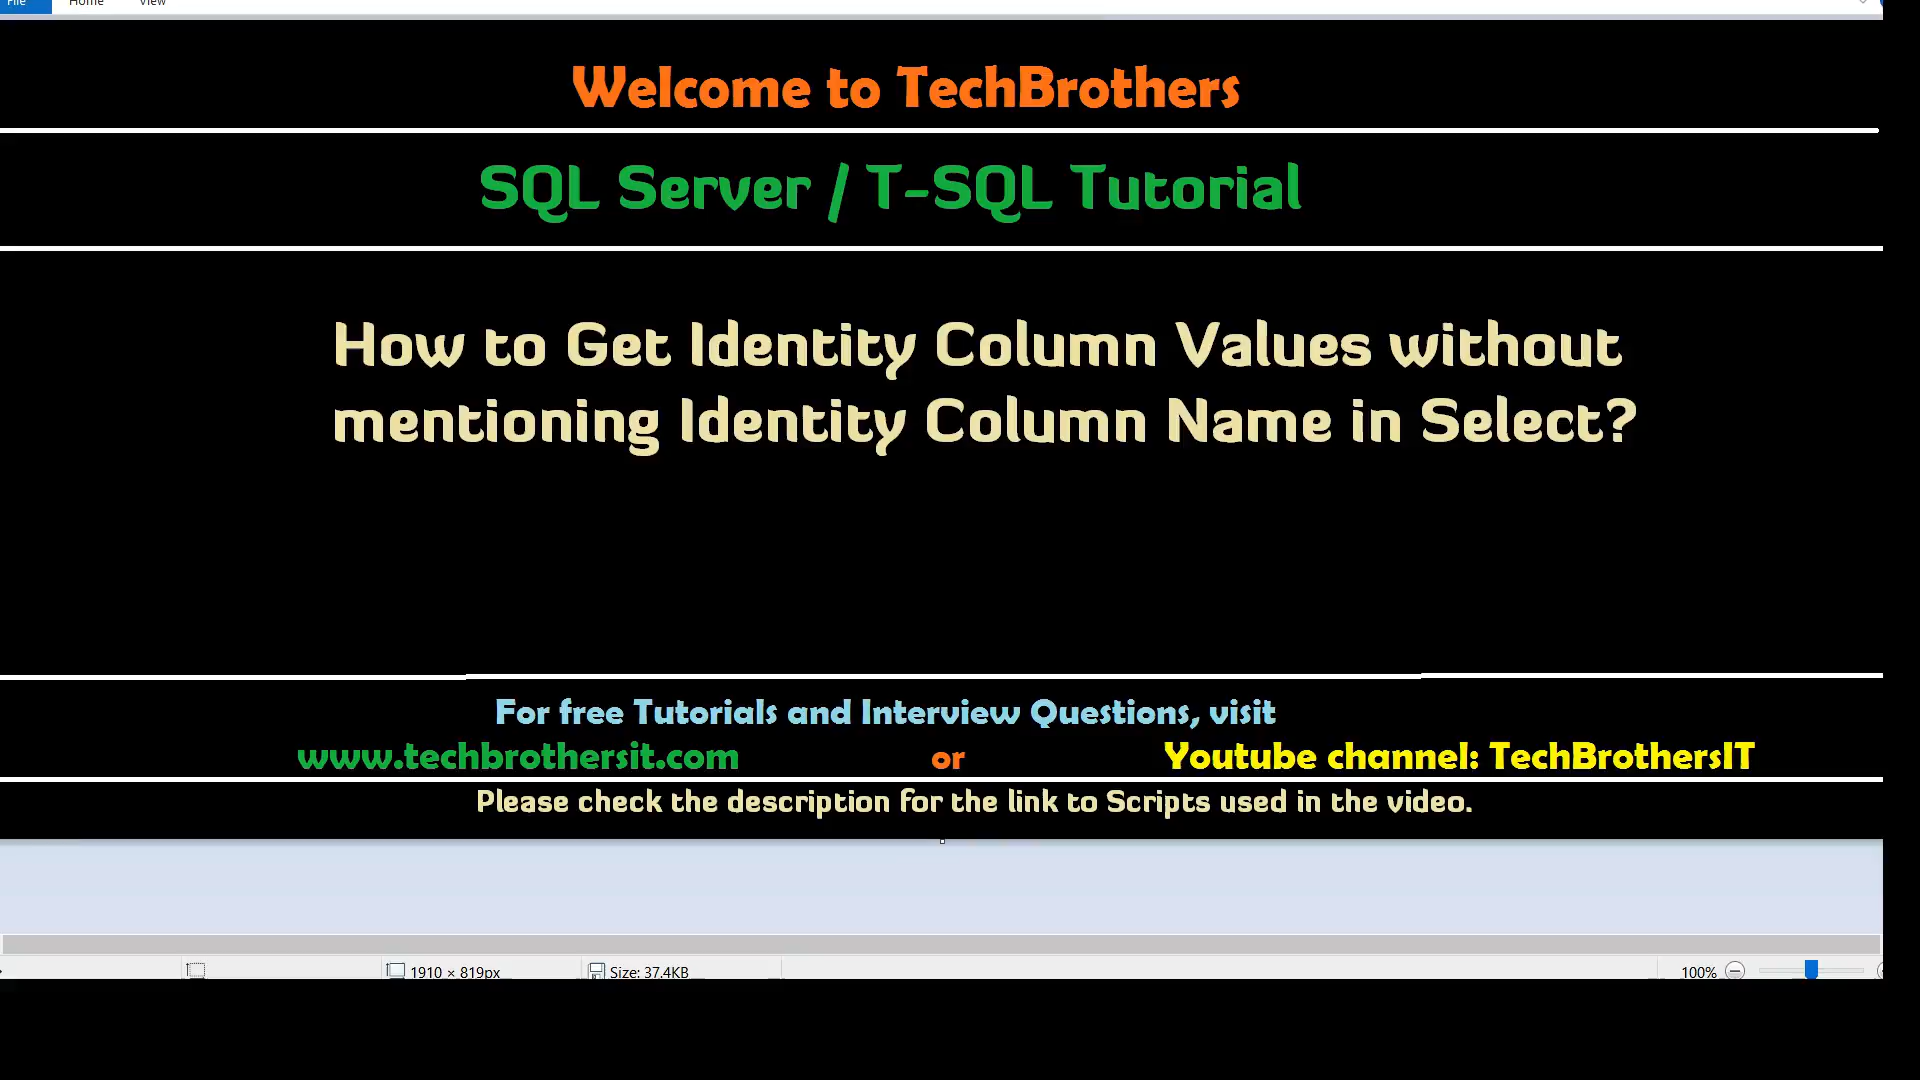 File Home View
Welcome to TechBrothers
SQL Server / T-SQL Tutorial
How to Get Identity Column Values without
mentioning Identity Column Name in Select?
For free Tutorials and Interview Questions, visit
www.techbrothersit.com or Youtube channel: TechBrothersIT
Please check the description for the link to Scripts used in the video.
1910 × 819px Size: 37.4KB 100%